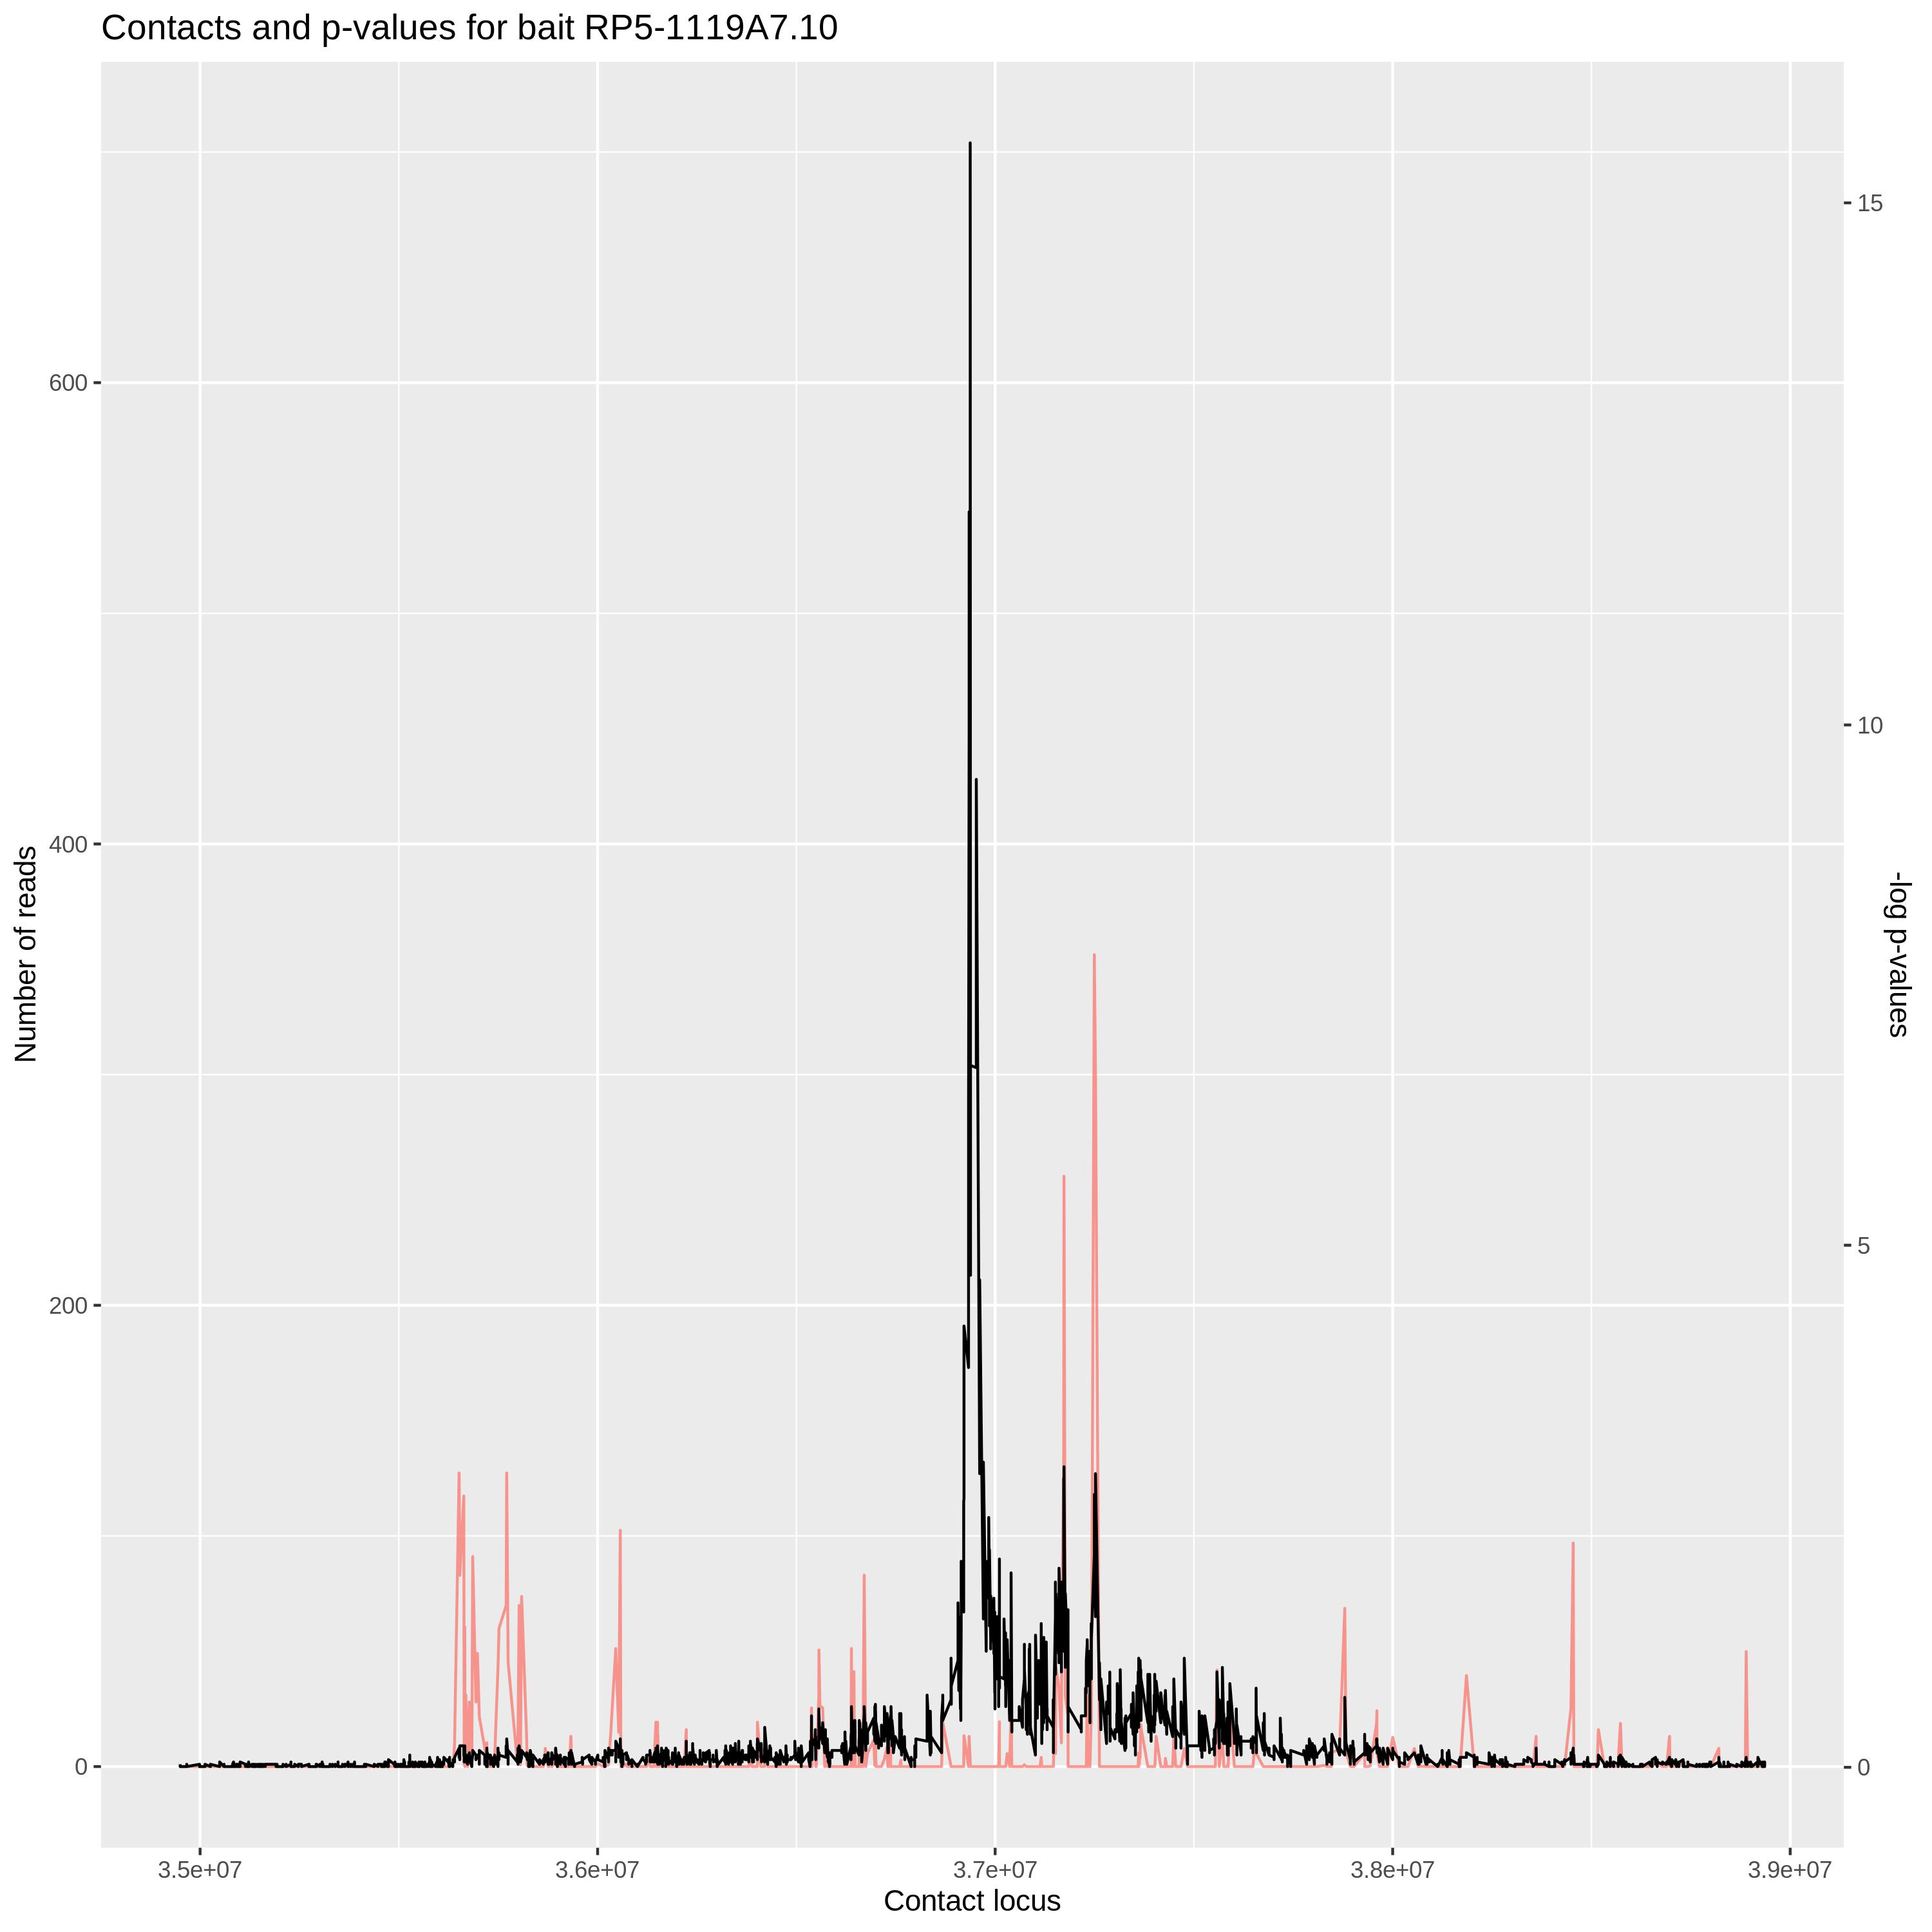 Contacts and p-values for bait RP5-1119A7.10
Number of reads
600
400
200
0
15
10
5
0
-log p-values
3.5e+07 3.6e+07 3.7e+07 3.8e+07 3.9e+07
Contact locus